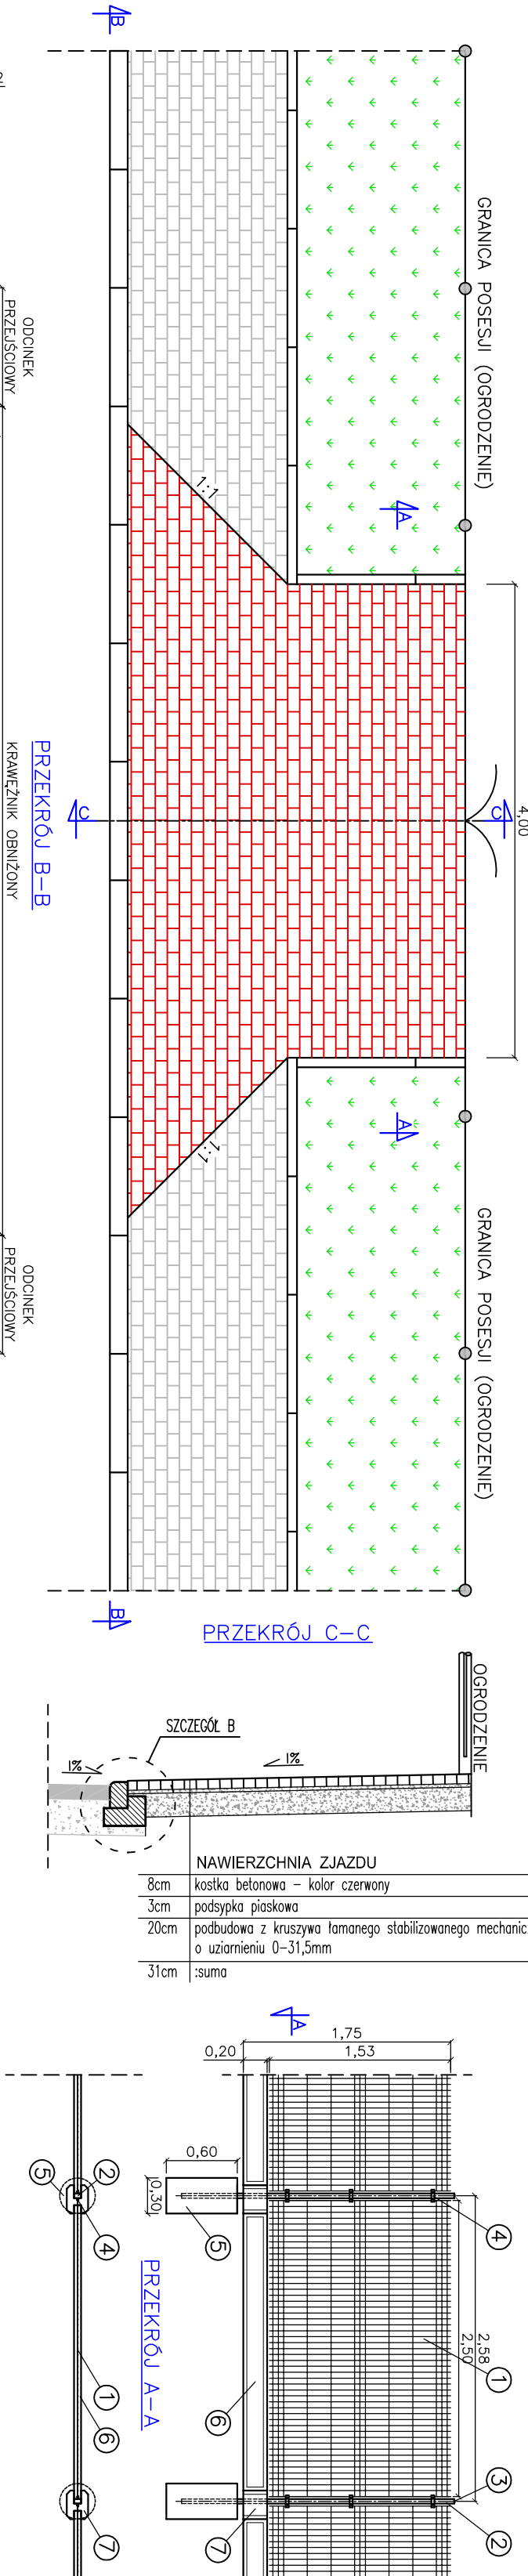 B
GRANICA POSESJI (OGRODZENIE)
ODCINEK
PRZEJŚCIOWY
1:1
A
4,00
C
C
PRZEKRÓJ B-B
KRAWĘŻNIK OBNIŻONY
A
1:1
GRANICA POSESJI (OGRODZENIE)
ODCINEK
PRZEJŚCIOWY
B
PRZEKRÓJ C-C
OGRODZENIE
SZCZEGÓŁ B
1%
1%
NAWIERZCHNIA ZJAZDU
8cm kostka betonowa – kolor czerwony
3cm podsypka piaskowa
20cm podbudowa z kruszywa łamanego stabilizowanego mechanic
o uziarnieniu 0-31,5mm
31cm :suma
A
1,75
0,20 1,53
0,60
0,30
5
4
2,58
2,50
1
6
3
2
7
5
2
4
PRZEKRÓJ A-A
1
6
7